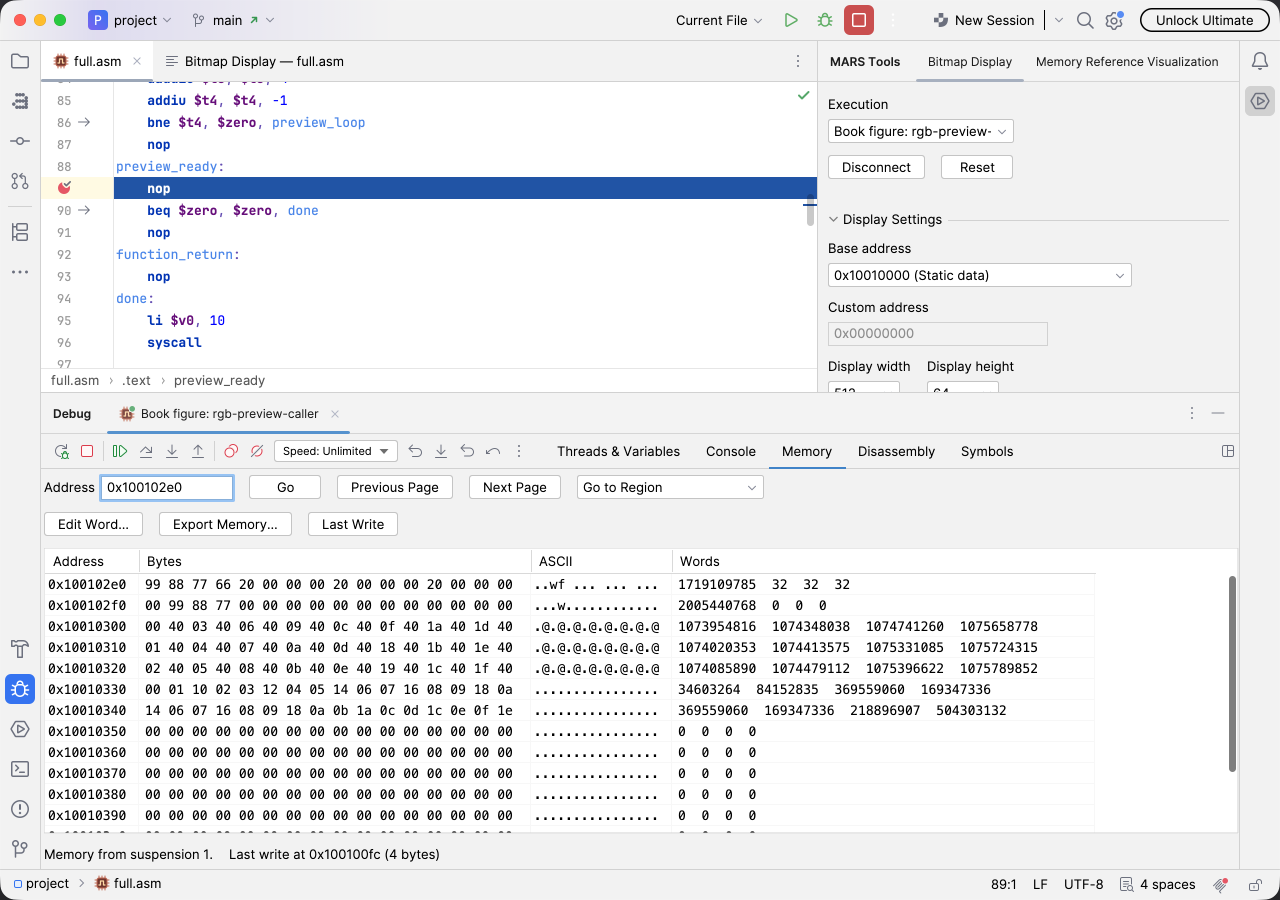 P project main Current File New Session Unlock Ultimate
full.asm Bitmap Display — full.asm
85 addiu $t4, $t4, -1
86 bne $t4, $zero, preview_loop
87 nop
88 preview_ready:
nop
90 beq $zero, $zero, done
91 nop
92 function_return:
93 nop
94 done:
95 li $v0, 10
96 syscall
97
full.asm › .text › preview_ready
MARS Tools Bitmap Display Memory Reference Visualization
Execution
Book figure: rgb-preview-
Disconnect Reset
Display Settings
Base address
0x10010000 (Static data)
Custom address
0x00000000
Display width Display height
512 64
Debug Book figure: rgb-preview-caller
Speed: Unlimited Threads & Variables Console Memory Disassembly Symbols
Address 0x100102e0 Go Previous Page Next Page Go to Region
Edit Word... Export Memory... Last Write
Address Bytes ASCII Words
0x100102e0 99 88 77 66 20 00 00 00 20 00 00 00 20 00 00 00 ..wf ... ... ... 1719109785 32 32 32
0x100102f0 00 99 88 77 00 00 00 00 00 00 00 00 00 00 00 00 ...w............ 2005440768 0 0 0
0x10010300 00 40 03 40 06 40 09 40 0c 40 0f 40 1a 40 1d 40 .@.@.@.@.@.@.@.@ 1073954816 1074348038 1074741260 1075658778
0x10010310 01 40 04 40 07 40 0a 40 0d 40 18 40 1b 40 1e 40 .@.@.@.@.@.@.@.@ 1074020353 1074413575 1075331085 1075724315
0x10010320 02 40 05 40 08 40 0b 40 0e 40 19 40 1c 40 1f 40 .@.@.@.@.@.@.@.@ 1074085890 1074479112 1075396622 1075789852
0x10010330 00 01 10 02 03 12 04 05 14 06 07 16 08 09 18 0a ................ 34603264 84152835 369559060 169347336
0x10010340 14 06 07 16 08 09 18 0a 0b 1a 0c 0d 1c 0e 0f 1e ................ 369559060 169347336 218896907 504303132
0x10010350 00 00 00 00 00 00 00 00 00 00 00 00 00 00 00 00 ................ 0 0 0 0
0x10010360 00 00 00 00 00 00 00 00 00 00 00 00 00 00 00 00 ................ 0 0 0 0
0x10010370 00 00 00 00 00 00 00 00 00 00 00 00 00 00 00 00 ................ 0 0 0 0
0x10010380 00 00 00 00 00 00 00 00 00 00 00 00 00 00 00 00 ................ 0 0 0 0
0x10010390 00 00 00 00 00 00 00 00 00 00 00 00 00 00 00 00 ................ 0 0 0 0
Memory from suspension 1. Last write at 0x100100fc (4 bytes)
project › full.asm 89:1 LF UTF-8 4 spaces